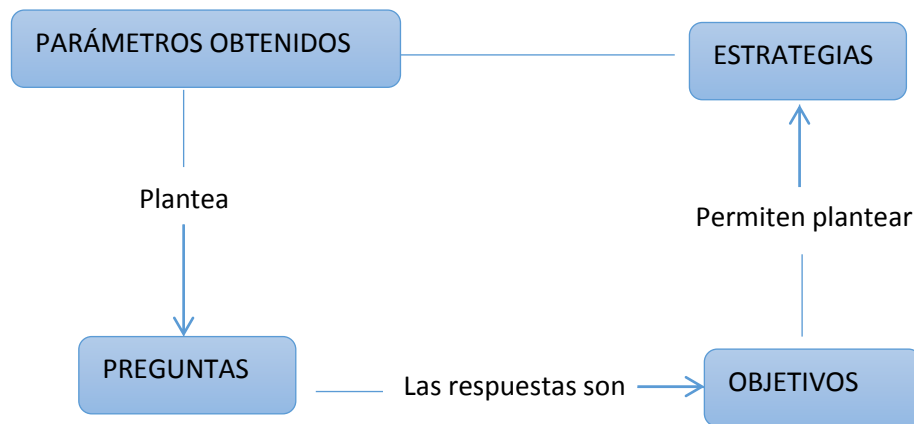 PARÁMETROS OBTENIDOS
ESTRATEGIAS
Plantea
Permiten plantear
PREGUNTAS
Las respuestas son
OBJETIVOS